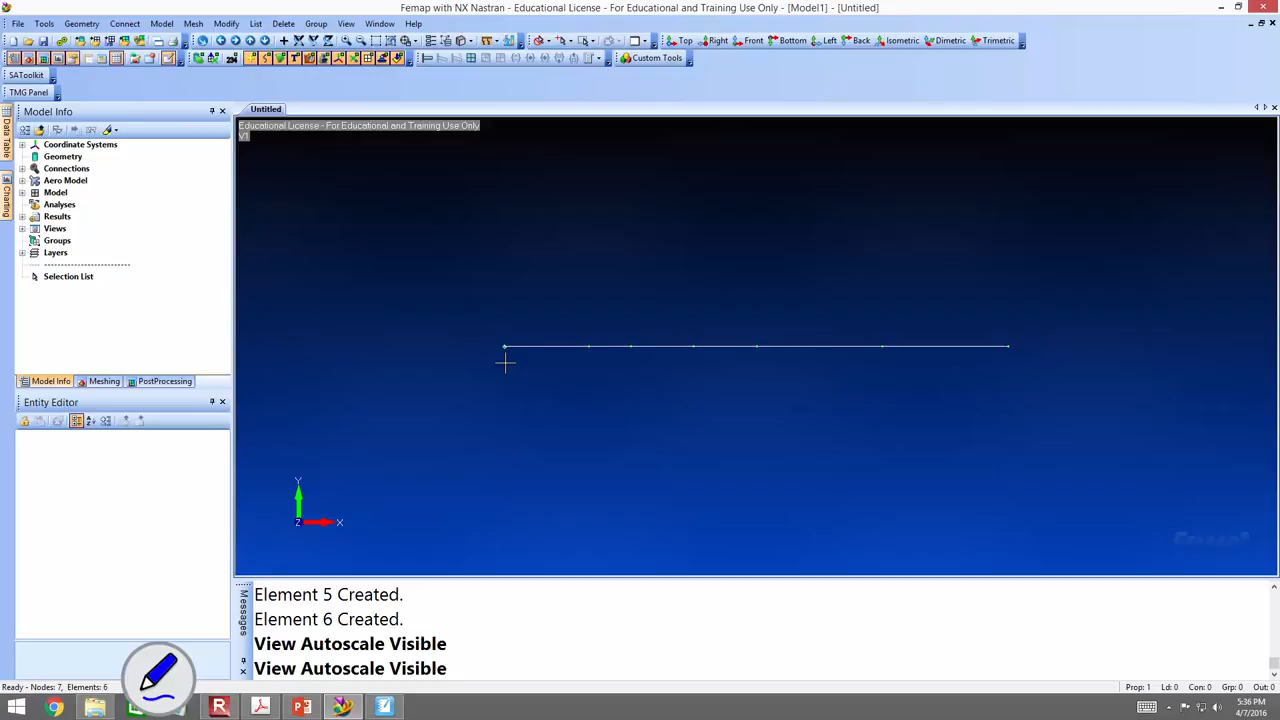 Femap with NX Nastran - Educational License - For Educational and Training Use Only - [Model1] - [Untitled]
File Tools Geometry Connect Model Mesh Modify List Delete Group View Window Help
Top Right Front Bottom Left Back Isometric Dimetric Trimetric
Custom Tools
SAToolkit
TMG Panel
Model Info
Untitled
Data Table
Charting
Educational License - For Educational and Training Use Only
V1
Coordinate Systems
Geometry
Connections
Aero Model
Model
Analyses
Results
Views
Groups
Layers
Selection List
Model Info Meshing PostProcessing
Entity Editor
Y
Z X
Femap
Messages
Element 5 Created.
Element 6 Created.
View Autoscale Visible
View Autoscale Visible
Ready - Nodes: 7, Elements: 6
Prop: 1 Ld: 0 Con: 0 Grp: 0 Out: 0
5:36 PM
4/7/2016